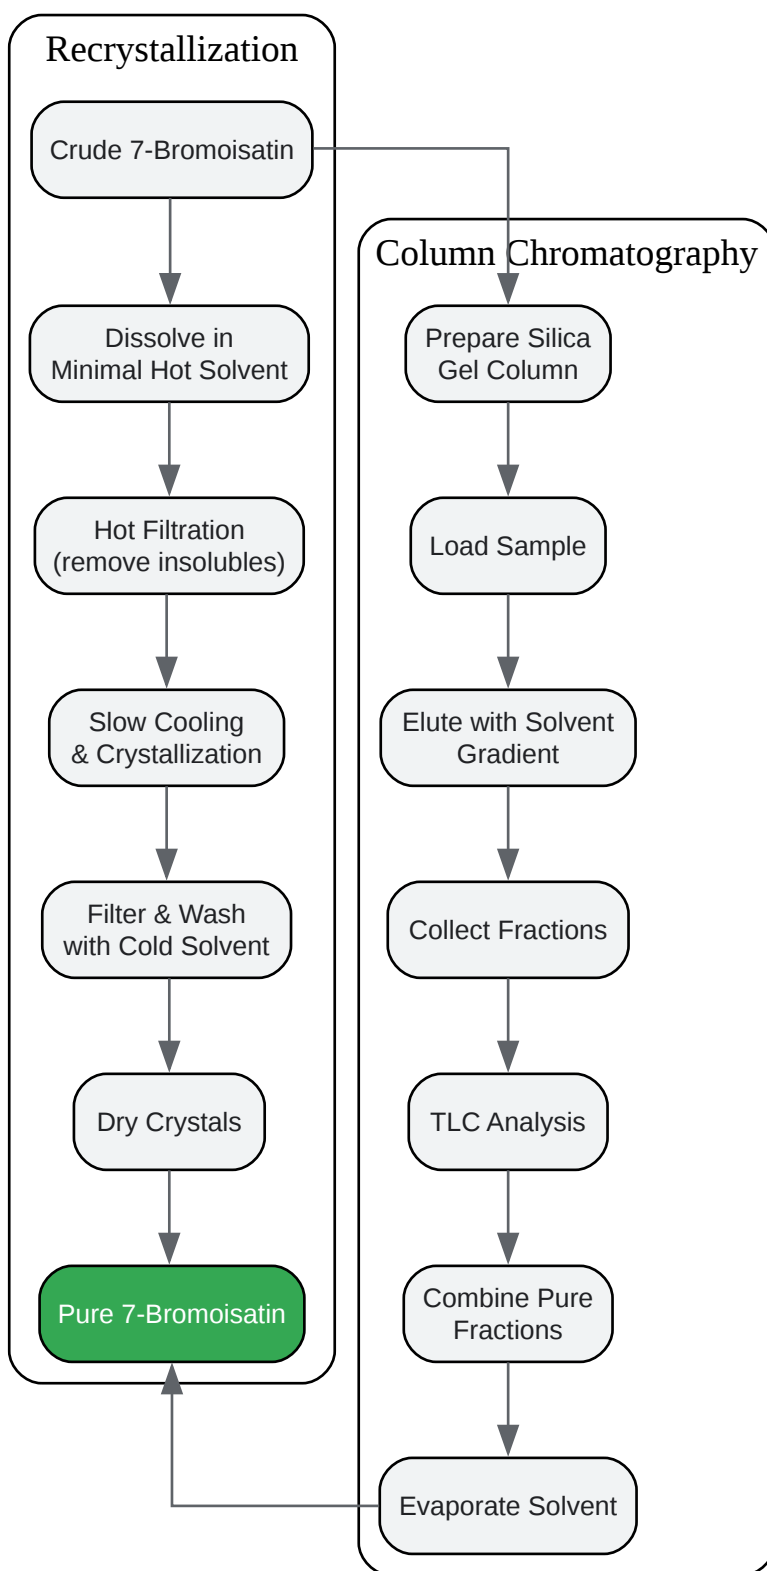 Recrystallization
Crude 7-Bromoisatin
Dissolve in
Minimal Hot Solvent
Hot Filtration
(remove insolubles)
Slow Cooling
& Crystallization
Filter & Wash
with Cold Solvent
Dry Crystals
Pure 7-Bromoisatin
Column Chromatography
Prepare Silica
Gel Column
Load Sample
Elute with Solvent
Gradient
Collect Fractions
TLC Analysis
Combine Pure
Fractions
Evaporate Solvent